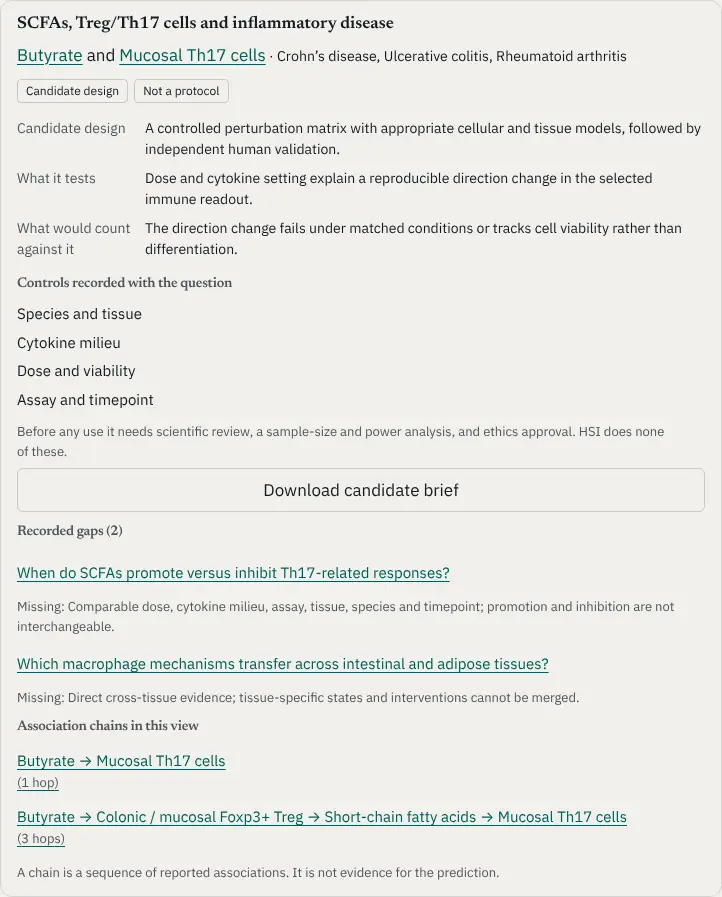 SCFAs, Treg/Th17 cells and inflammatory disease
Butyrate and Mucosal Th17 cells · Crohn’s disease, Ulcerative colitis, Rheumatoid arthritis
Candidate design Not a protocol
Candidate design A controlled perturbation matrix with appropriate cellular and tissue models, followed by
independent human validation.
What it tests Dose and cytokine setting explain a reproducible direction change in the selected
immune readout.
What would count The direction change fails under matched conditions or tracks cell viability rather than
against it differentiation.
Controls recorded with the question
Species and tissue
Cytokine milieu
Dose and viability
Assay and timepoint
Before any use it needs scientific review, a sample-size and power analysis, and ethics approval. HSI does none
of these.
Download candidate brief
Recorded gaps (2)
When do SCFAs promote versus inhibit Th17-related responses?
Missing: Comparable dose, cytokine milieu, assay, tissue, species and timepoint; promotion and inhibition are not
interchangeable.
Which macrophage mechanisms transfer across intestinal and adipose tissues?
Missing: Direct cross-tissue evidence; tissue-specific states and interventions cannot be merged.
Association chains in this view
Butyrate → Mucosal Th17 cells
(1 hop)
Butyrate → Colonic / mucosal Foxp3+ Treg → Short-chain fatty acids → Mucosal Th17 cells
(3 hops)
A chain is a sequence of reported associations. It is not evidence for the prediction.